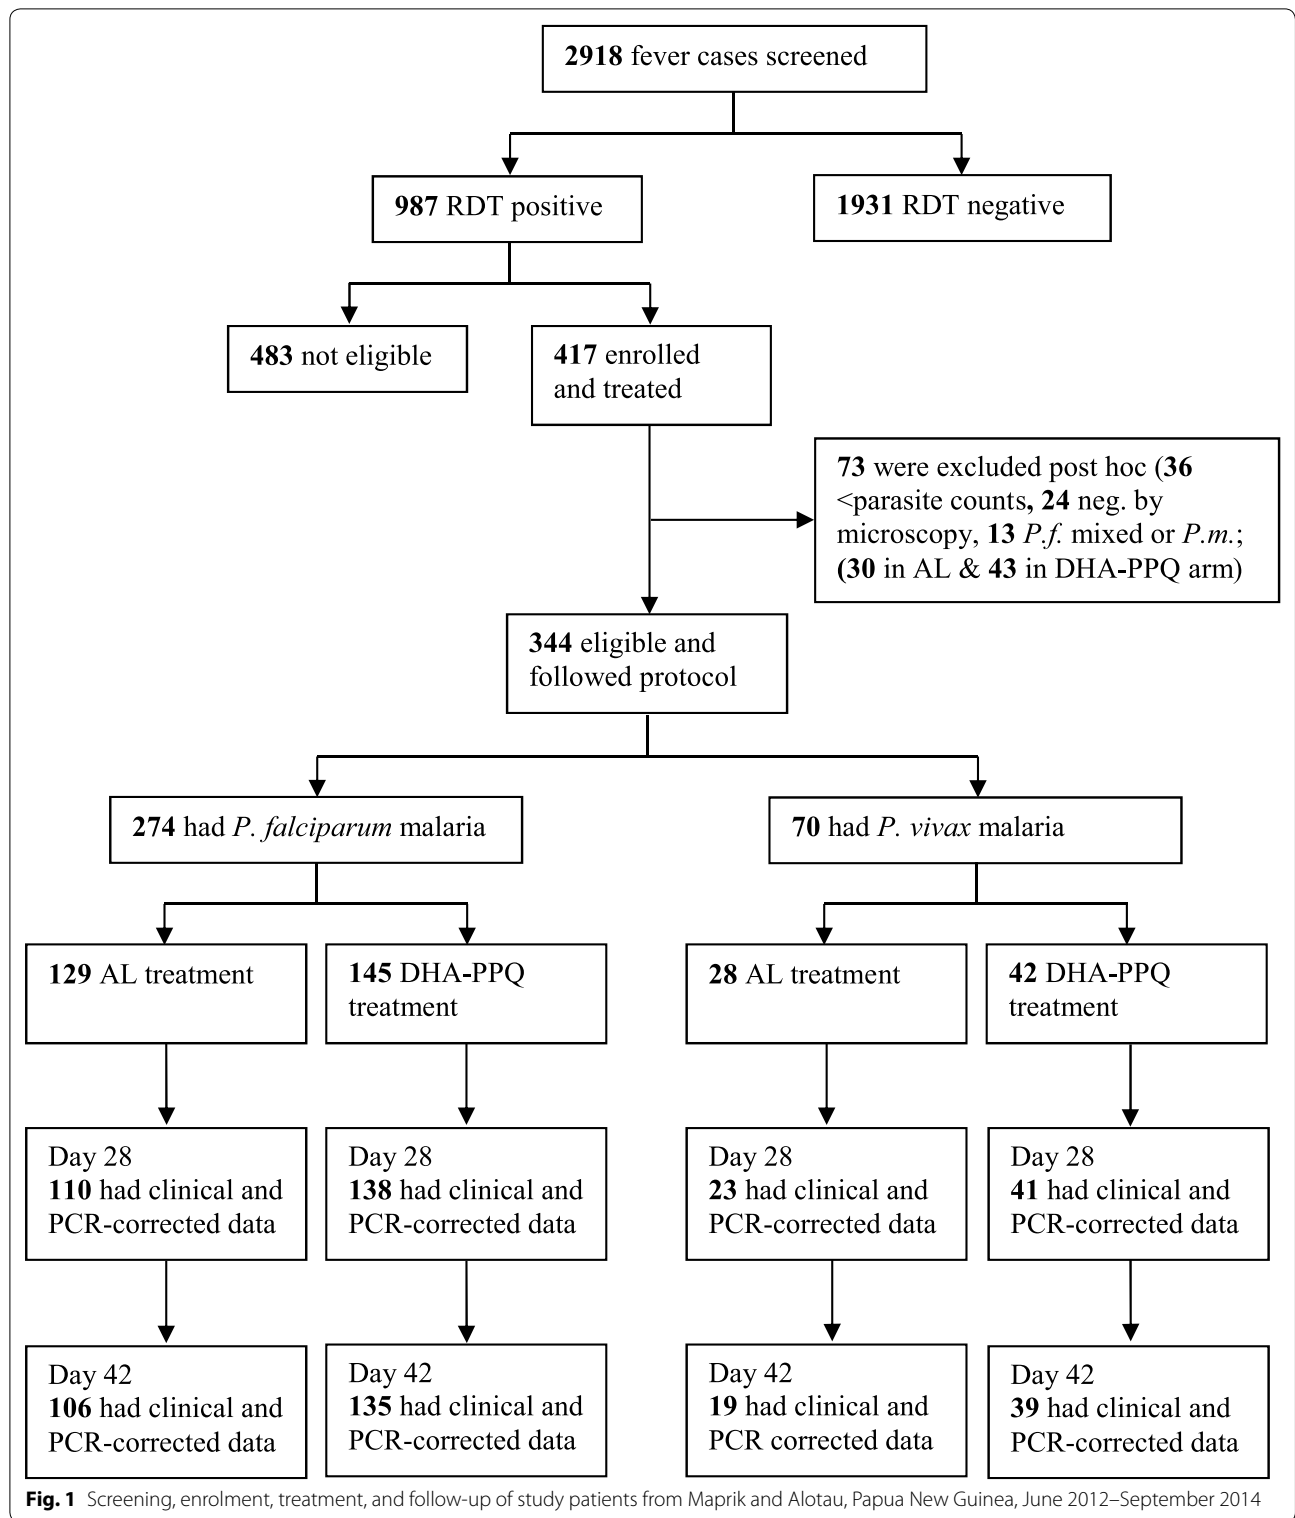 2918 fever cases screened
987 RDT positive
1931 RDT negative
483 not eligible
417 enrolled
and treated
73 were excluded post hoc (36
<parasite counts, 24 neg. by
microscopy, 13 P.f. mixed or P.m.;
(30 in AL & 43 in DHA-PPQ arm)
344 eligible and
followed protocol
274 had P. falciparum malaria
70 had P. vivax malaria
129 AL treatment
145 DHA-PPQ
treatment
28 AL treatment
42 DHA-PPQ
treatment
Day 28
110 had clinical and
PCR-corrected data
Day 28
138 had clinical and
PCR-corrected data
Day 28
23 had clinical and
PCR-corrected data
Day 28
41 had clinical and
PCR-corrected data
Day 42
106 had clinical and
PCR-corrected data
Day 42
135 had clinical and
PCR-corrected data
Day 42
19 had clinical and
PCR corrected data
Day 42
39 had clinical and
PCR-corrected data
Fig. 1 Screening, enrolment, treatment, and follow-up of study patients from Maprik and Alotau, Papua New Guinea, June 2012–September 2014